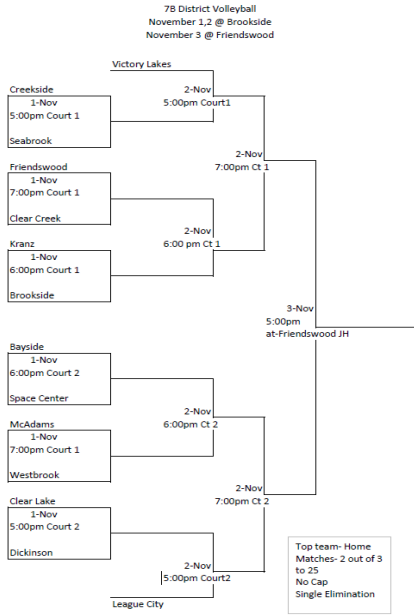 7B District Volleyball
November 1,2 @ Brookside
November 3 @ Friendswood
Victory Lakes
Creekside
1-Nov
5:00pm Court 1
Seabrook
2-Nov
5:00pm Court1
Friendswood
1-Nov
7:00pm Court 1
Clear Creek
2-Nov
7:00pm Ct 1
Kranz
1-Nov
6:00pm Court 1
Brookside
2-Nov
6:00 pm Ct 1
3-Nov
5:00pm
at-Friendswood JH
Bayside
1-Nov
6:00pm Court 2
Space Center
2-Nov
6:00pm Ct 2
McAdams
1-Nov
7:00pm Court 1
Westbrook
2-Nov
7:00pm Ct 2
Clear Lake
1-Nov
5:00pm Court 2
Dickinson
2-Nov
5:00pm Court2
League City
Top team- Home
Matches- 2 out of 3
to 25
No Cap
Single Elimination